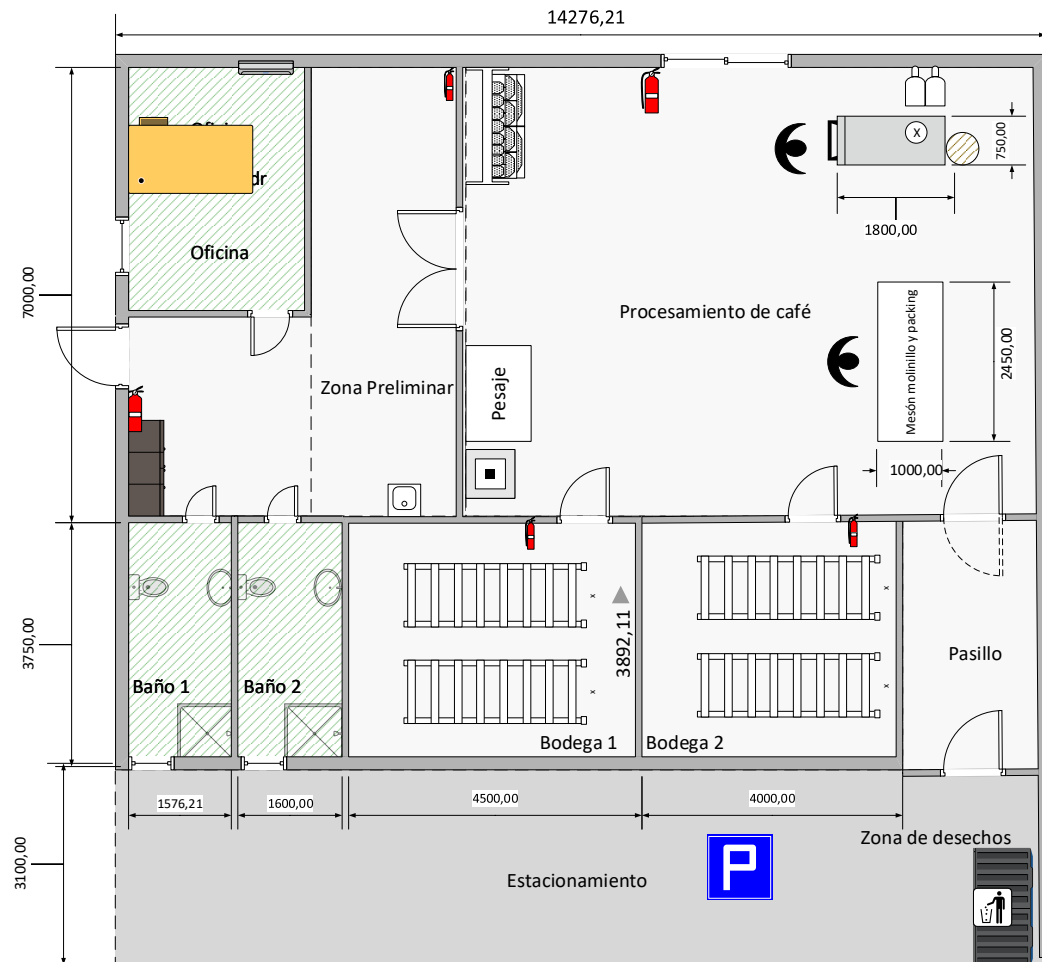 14276,21
7000,00
Oficina
750,00
1800,00
Procesamiento de café
Zona Preliminar
Pesaje
Mesón molinillo y packing
2450,00
1000,00
X
3750,00
Baño 1
Baño 2
3892,11
x
x
x
x
Bodega 1
Bodega 2
Pasillo
1576,21
1600,00
4500,00
4000,00
3100,00
Zona de desechos
Estacionamiento
P